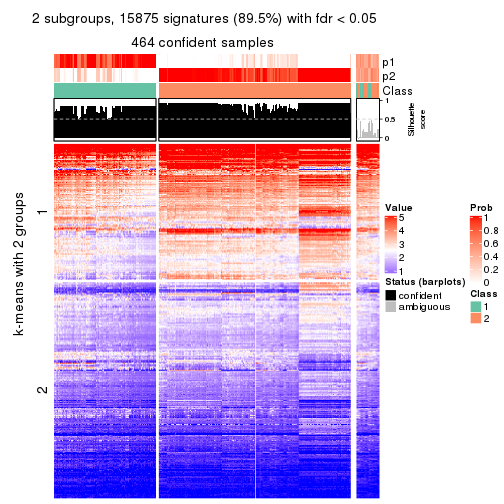 2 subgroups, 15875 signatures (89.5%) with fdr < 0.05
464 confident samples
p1
p2
Class
1
0.5
0
Silhouette
score
k-means with 2 groups
1
2
Value
5
4
3
2
1
Prob
1
0.8
0.6
0.4
0.2
0
Status (barplots)
confident
ambiguous
Class
1
2